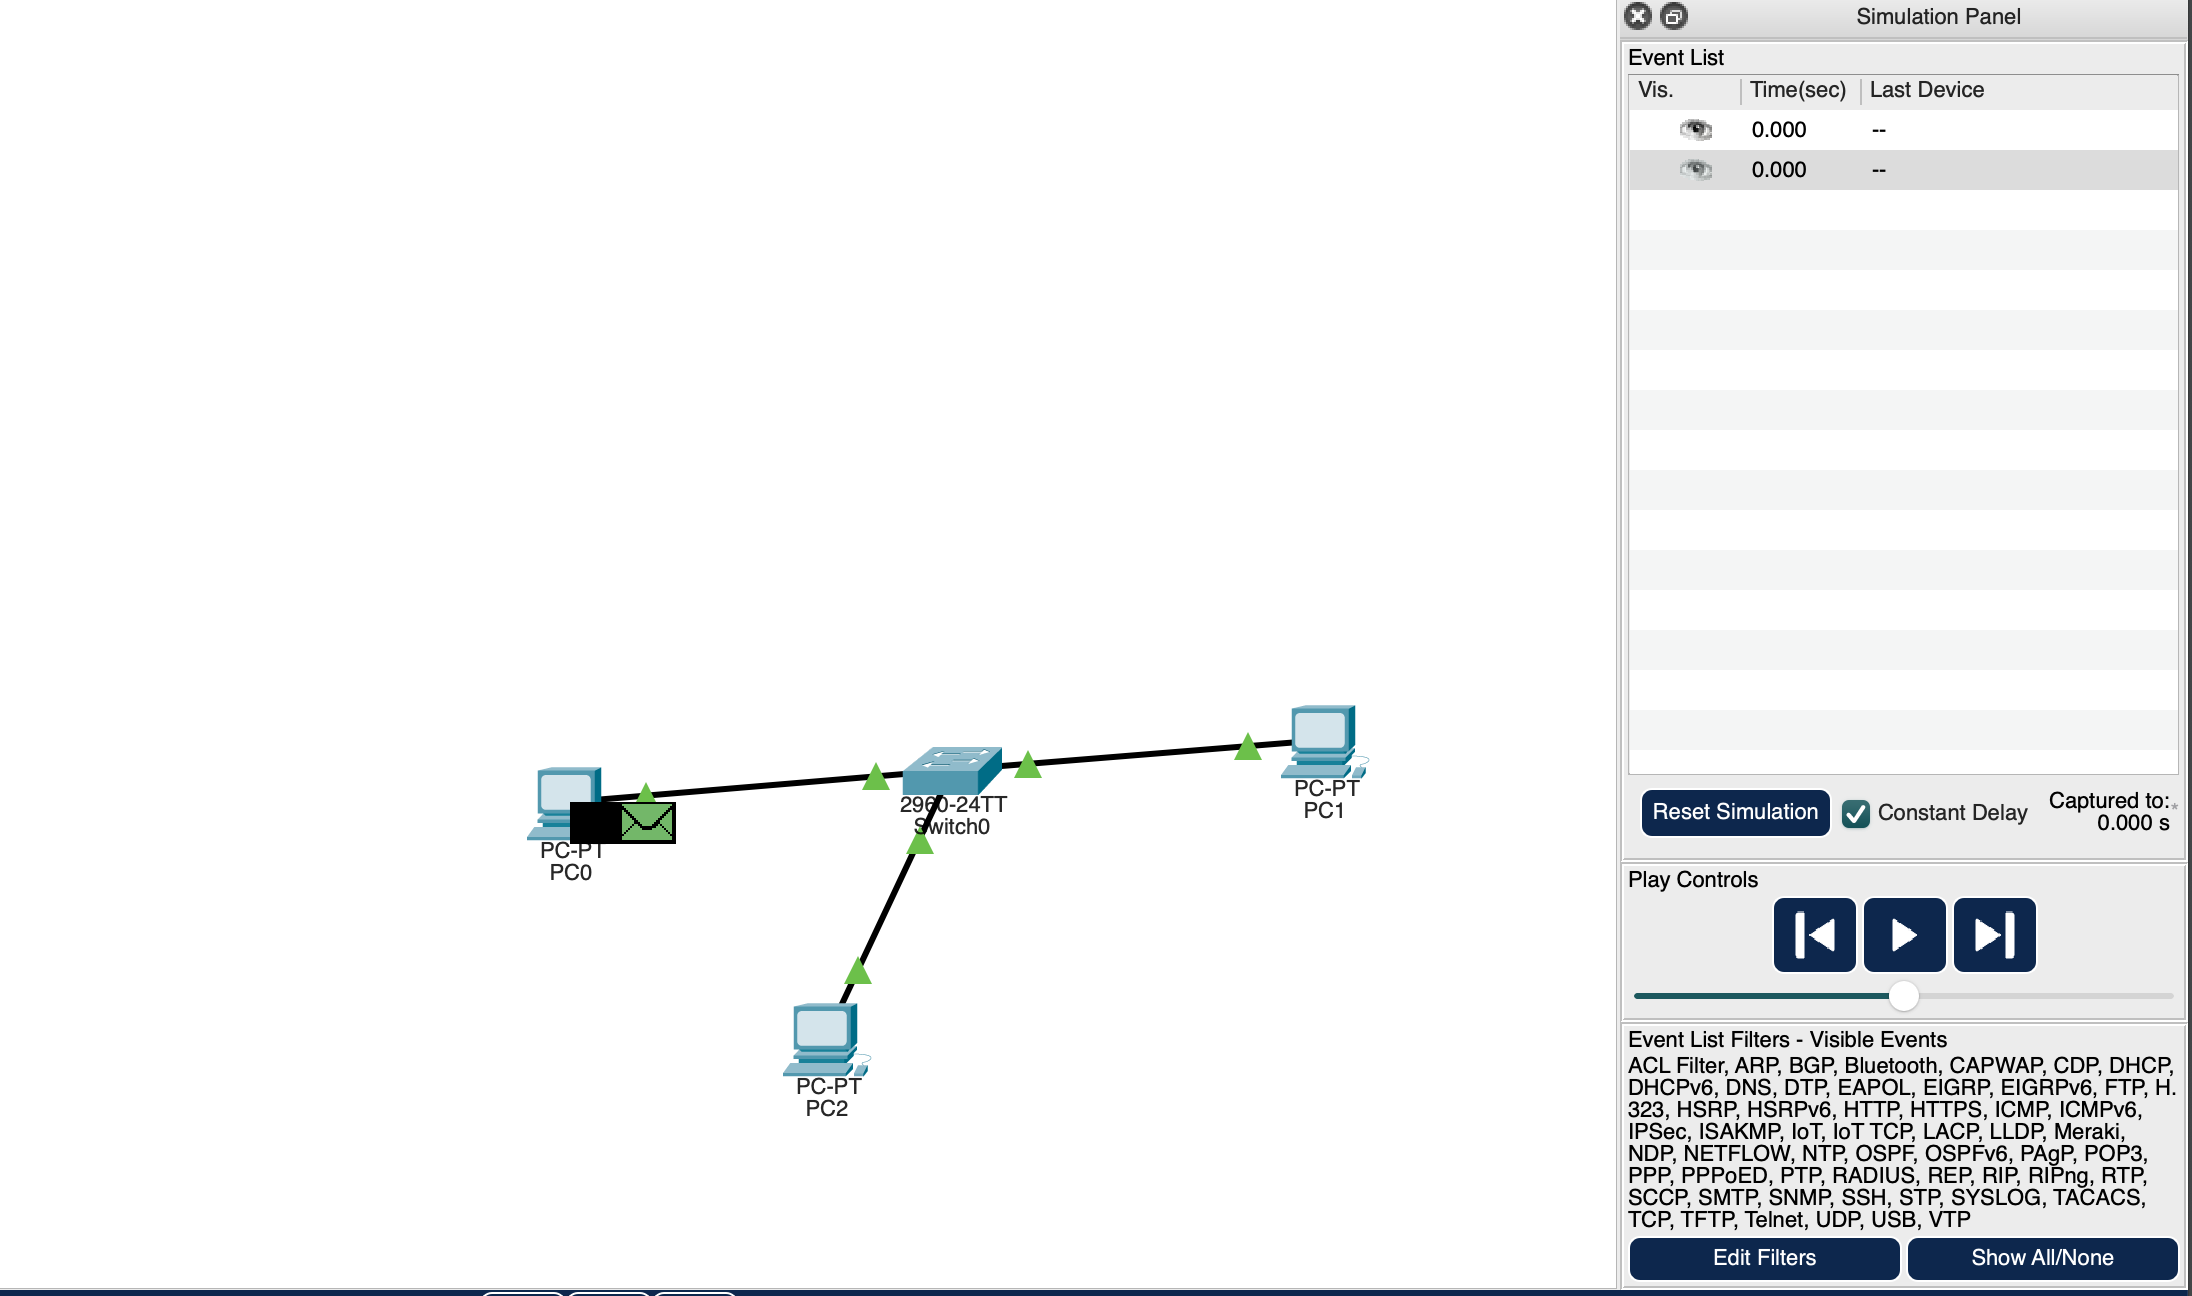 Simulation Panel
Event List
Vis. Time(sec) Last Device
0.000 --
0.000 --
PC-PT
PC1
2960-24TT
Switch0
PC-PT
PC0
PC-PT
PC2
Reset Simulation
Constant Delay
Captured to:*
0.000 s
Play Controls
Event List Filters - Visible Events
ACL Filter, ARP, BGP, Bluetooth, CAPWAP, CDP, DHCP,
DHCPv6, DNS, DTP, EAPOL, EIGRP, EIGRPv6, FTP, H.
323, HSRP, HSRPv6, HTTP, HTTPS, ICMP, ICMPv6,
IPSec, ISAKMP, IoT, IoT TCP, LACP, LLDP, Meraki,
NDP, NETFLOW, NTP, OSPF, OSPFv6, PAgP, POP3,
PPP, PPPoED, PTP, RADIUS, REP, RIP, RIPng, RTP,
SCCP, SMTP, SNMP, SSH, STP, SYSLOG, TACACS,
TCP, TFTP, Telnet, UDP, USB, VTP
Edit Filters
Show All/None